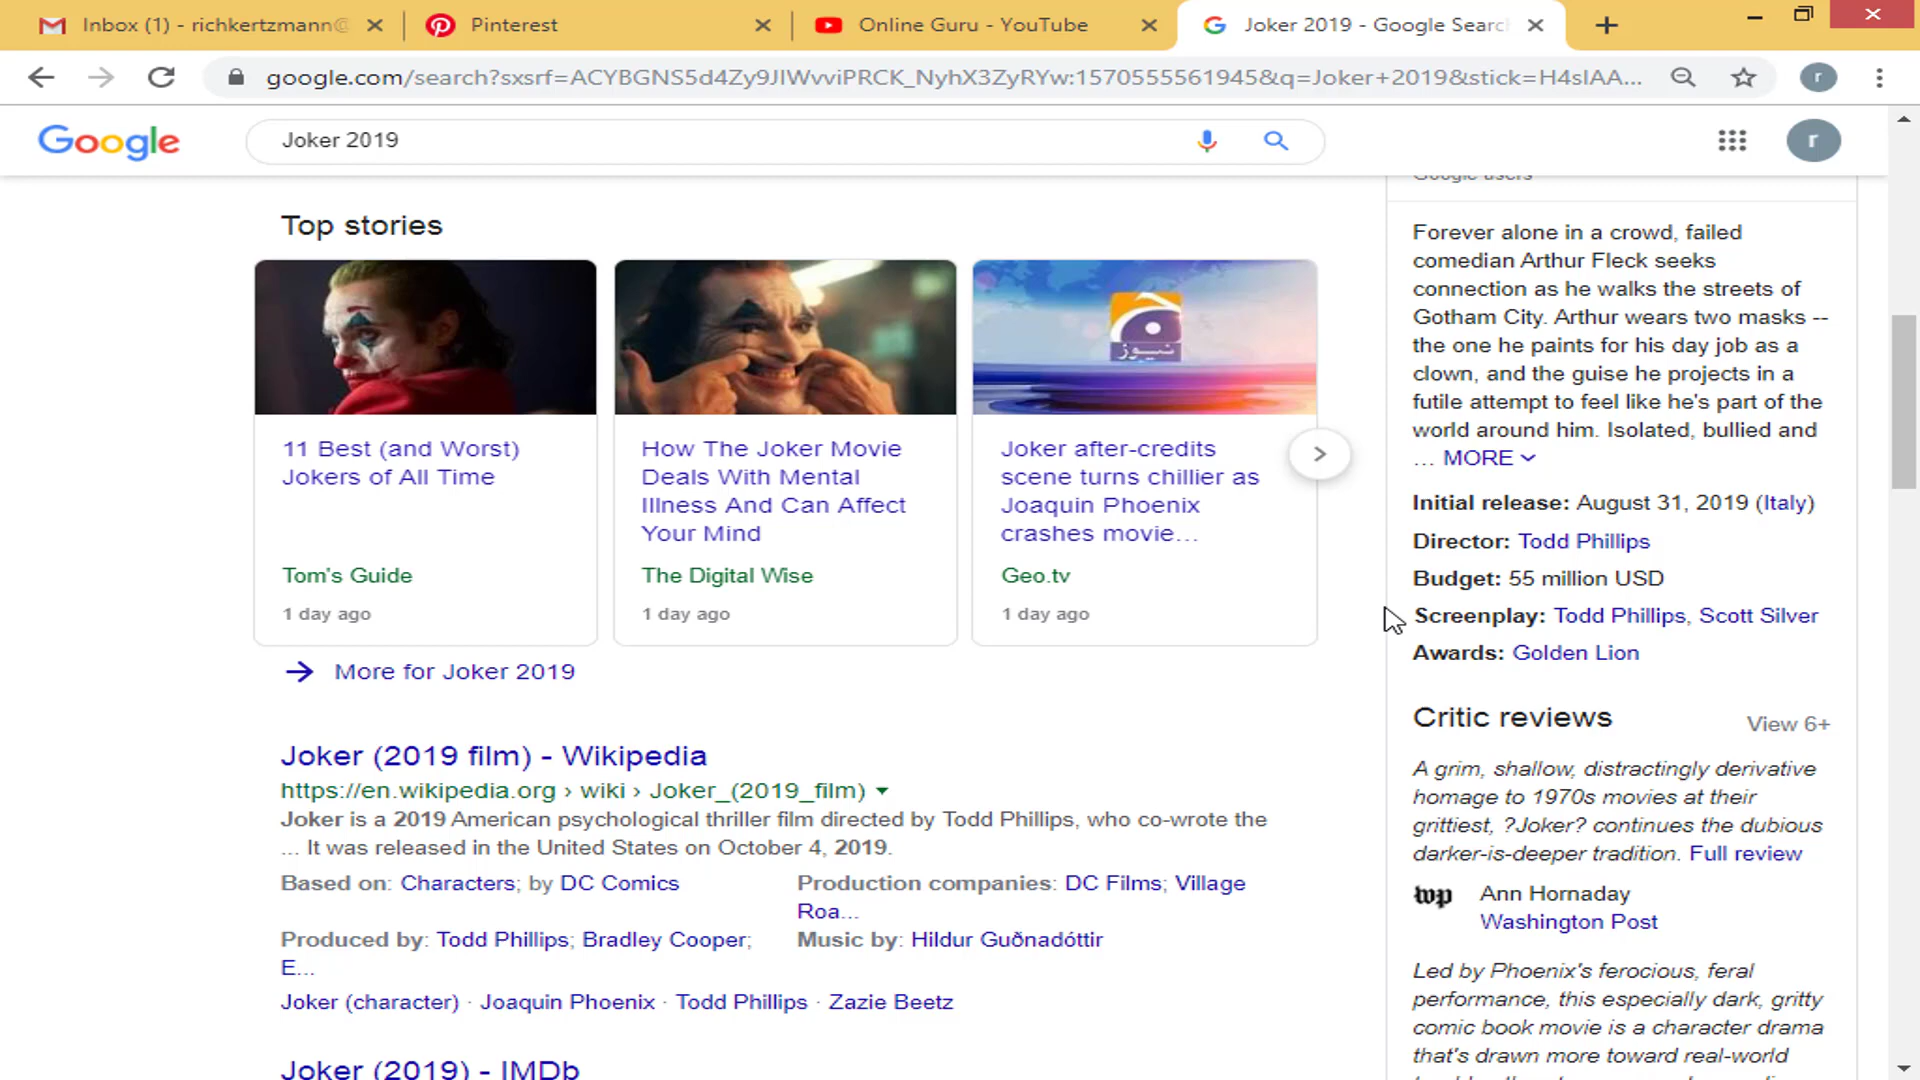 Inbox (1) - richkertzmann@
Pinterest
Online Guru - YouTube
Joker 2019 - Google Searc
google.com/search?sxsrf=ACYBGNS5d4Zy9JIWvviPRCK_NyhX3ZyRYw:1570555561945&q=Joker+2019&stick=H4sIAA...
r
Google
Joker 2019
r
Google users
Top stories
11 Best (and Worst)
Jokers of All Time
Tom's Guide
1 day ago
How The Joker Movie
Deals With Mental
Illness And Can Affect
Your Mind
The Digital Wise
1 day ago
نیوز
Joker after-credits
scene turns chillier as
Joaquin Phoenix
crashes movie...
Geo.tv
1 day ago
More for Joker 2019
Joker (2019 film) - Wikipedia
https://en.wikipedia.org › wiki › Joker_(2019_film)
Joker is a 2019 American psychological thriller film directed by Todd Phillips, who co-wrote the
... It was released in the United States on October 4, 2019.
Based on: Characters; by DC Comics
Production companies: DC Films; Village
Roa...
Produced by: Todd Phillips; Bradley Cooper;
E...
Music by: Hildur Guðnadóttir
Joker (character) · Joaquin Phoenix · Todd Phillips · Zazie Beetz
Joker (2019) - IMDb
Forever alone in a crowd, failed
comedian Arthur Fleck seeks
connection as he walks the streets of
Gotham City. Arthur wears two masks --
the one he paints for his day job as a
clown, and the guise he projects in a
futile attempt to feel like he's part of the
world around him. Isolated, bullied and
... MORE
Initial release: August 31, 2019 (Italy)
Director: Todd Phillips
Budget: 55 million USD
Screenplay: Todd Phillips, Scott Silver
Awards: Golden Lion
Critic reviews
View 6+
A grim, shallow, distractingly derivative
homage to 1970s movies at their
grittiest, ?Joker? continues the dubious
darker-is-deeper tradition. Full review
wp
Ann Hornaday
Washington Post
Led by Phoenix's ferocious, feral
performance, this especially dark, gritty
comic book movie is a character drama
that's drawn more toward real-world